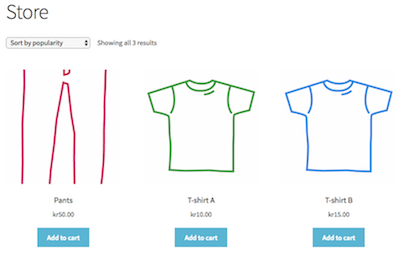 Store
Sort by popularity Showing all 3 results
Pants T-shirt A T-shirt B
kr50.00 kr10.00 kr15.00
Add to cart Add to cart Add to cart